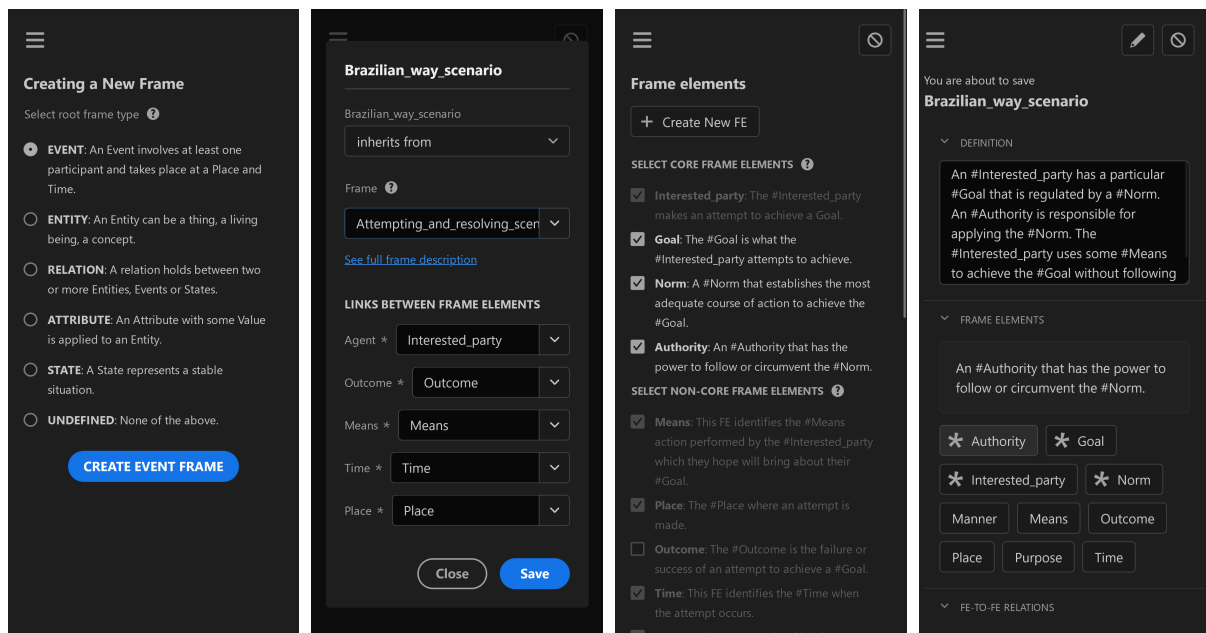 Creating a New Frame
Select root frame type ?
EVENT: An Event involves at least one
participant and takes place at a Place and
Time.
ENTITY: An Entity can be a thing, a living
being, a concept.
RELATION: A relation holds between two
or more Entities, Events or States.
ATTRIBUTE: An Attribute with some Value
is applied to an Entity.
STATE: A State represents a stable
situation.
UNDEFINED: None of the above.
CREATE EVENT FRAME
Brazilian_way_scenario
Brazilian_way_scenario
inherits from
Frame ?
Attempting_and_resolving_scen
See full frame description
LINKS BETWEEN FRAME ELEMENTS
Agent * Interested_party
Outcome * Outcome
Means * Means
Time * Time
Place * Place
Close Save
Frame elements
+ Create New FE
SELECT CORE FRAME ELEMENTS ?
Interested_party: The #Interested_party
makes an attempt to achieve a Goal.
Goal: The #Goal is what the
#Interested_party attempts to achieve.
Norm: A #Norm that establishes the most
adequate course of action to achieve the
#Goal.
Authority: An #Authority that has the
power to follow or circumvent the #Norm.
SELECT NON-CORE FRAME ELEMENTS ?
Means: This FE identifies the #Means
action performed by the #Interested_party
which they hope will bring about their
#Goal.
Place: The #Place where an attempt is
made.
Outcome: The #Outcome is the failure or
success of an attempt to achieve a #Goal.
Time: This FE identifies the #Time when
the attempt occurs.
You are about to save
Brazilian_way_scenario
DEFINITION
An #Interested_party has a particular
#Goal that is regulated by a #Norm.
An #Authority is responsible for
applying the #Norm. The
#Interested_party uses some #Means
to achieve the #Goal without following
FRAME ELEMENTS
An #Authority that has the power to
follow or circumvent the #Norm.
Authority Goal
Interested_party Norm
Manner Means Outcome
Place Purpose Time
FE-TO-FE RELATIONS